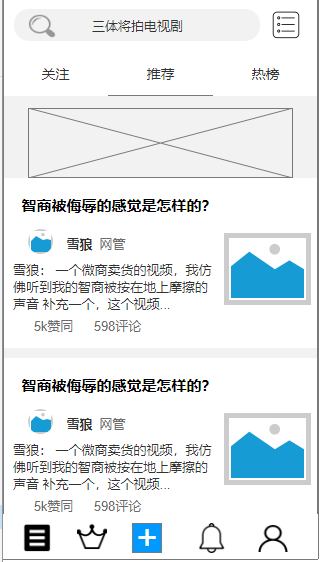 三体将拍电视剧
关注 推荐 热榜
智商被侮辱的感觉是怎样的？
雪狼 网管
雪狼： 一个微商卖货的视频，我仿
佛听到我的智商被按在地上摩擦的
声音 补充一个，这个视频...
5k赞同 598评论
智商被侮辱的感觉是怎样的？
雪狼 网管
雪狼： 一个微商卖货的视频，我仿
佛听到我的智商被按在地上摩擦的
声音 补充一个，这个视频...
5k赞同 598评论